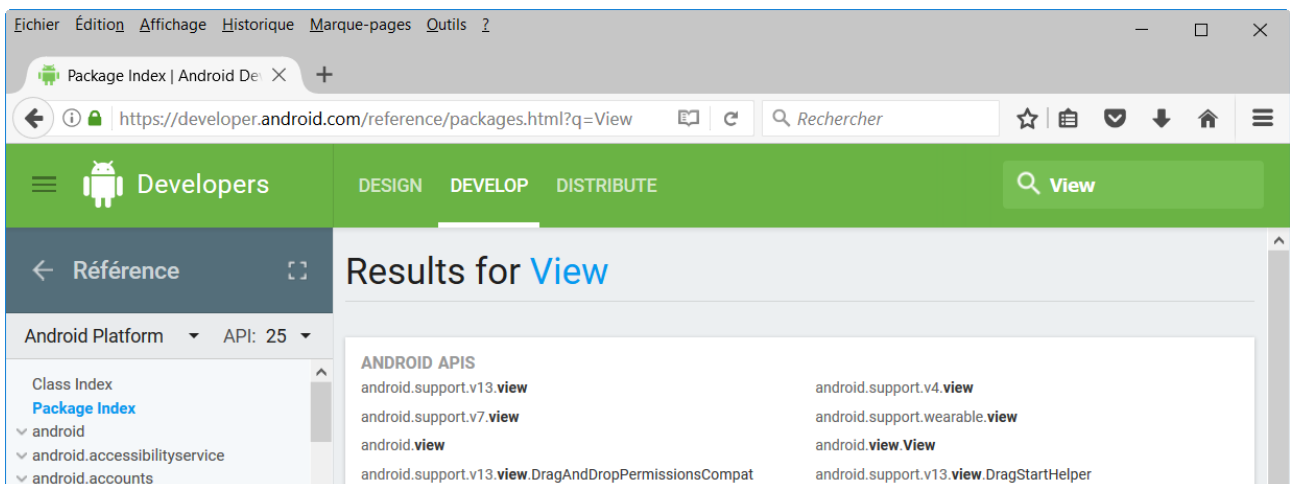 Fichier Édition Affichage Historique Marque-pages Outils ?
Package Index | Android De
https://developer.android.com/reference/packages.html?q=View
Rechercher
Developers
DESIGN DEVELOP DISTRIBUTE
View
Référence
Results for View
Android Platform API: 25
ANDROID APIS
Class Index
Package Index
android
android.accessibilityservice
android.accounts
android.support.v13.view android.support.v4.view
android.support.v7.view android.support.wearable.view
android.view android.view.View
android.support.v13.view.DragAndDropPermissionsCompat android.support.v13.view.DragStartHelper